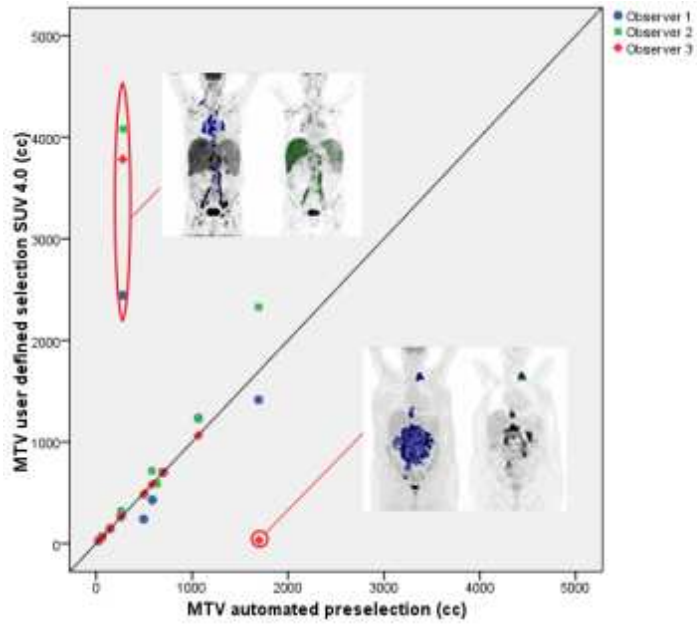 Observer 1
Observer 2
Observer 3
MTV user defined selection SUV 4.0 (cc)
5000
4000
3000
2000
1000
0
0 1000 2000 3000 4000 5000
MTV automated preselection (cc)